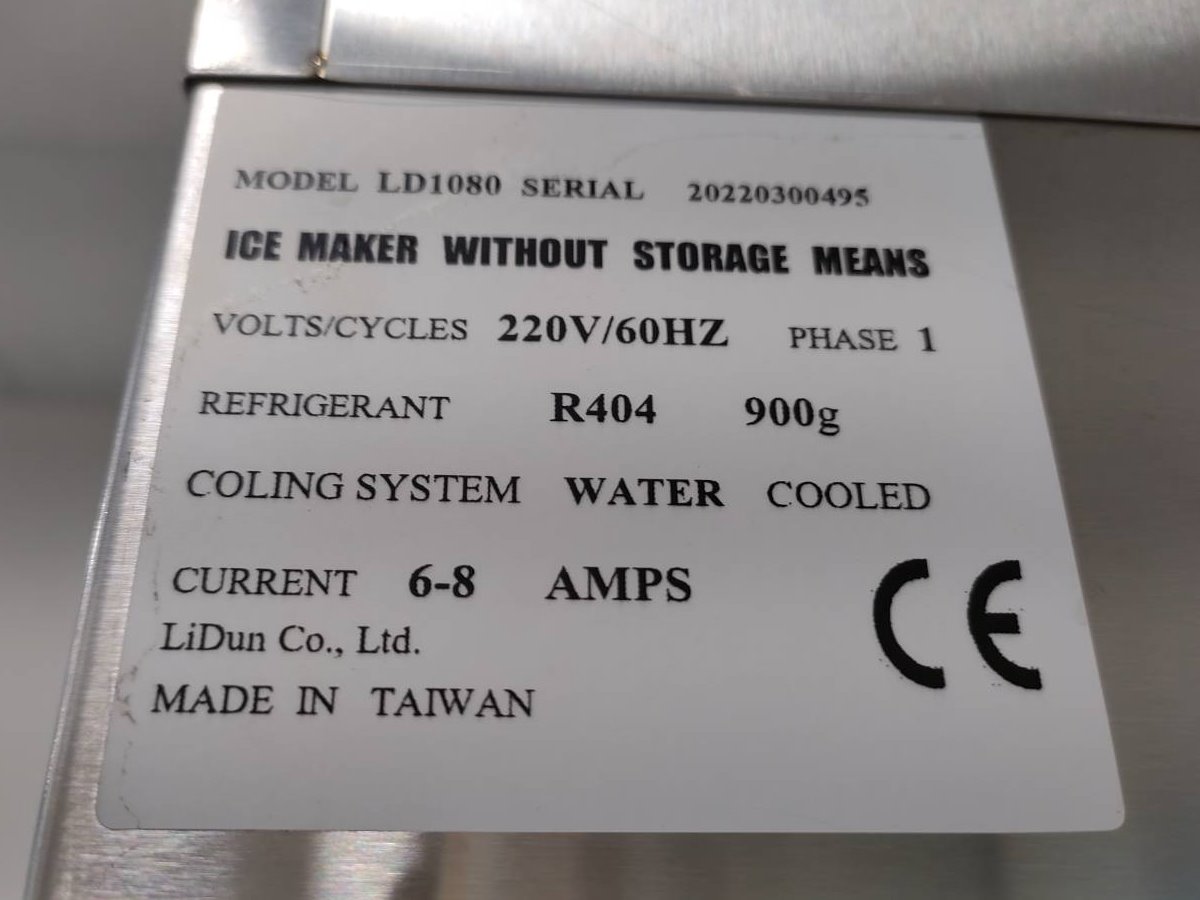 MODEL LD1080 SERIAL 20220300495
ICE MAKER WITHOUT STORAGE MEANS
VOLTS/CYCLES 220V/60HZ PHASE 1
REFRIGERANT R404 900g
COLING SYSTEM WATER COOLED
CURRENT 6-8 AMPS
LiDun Co., Ltd.
MADE IN TAIWAN
CE